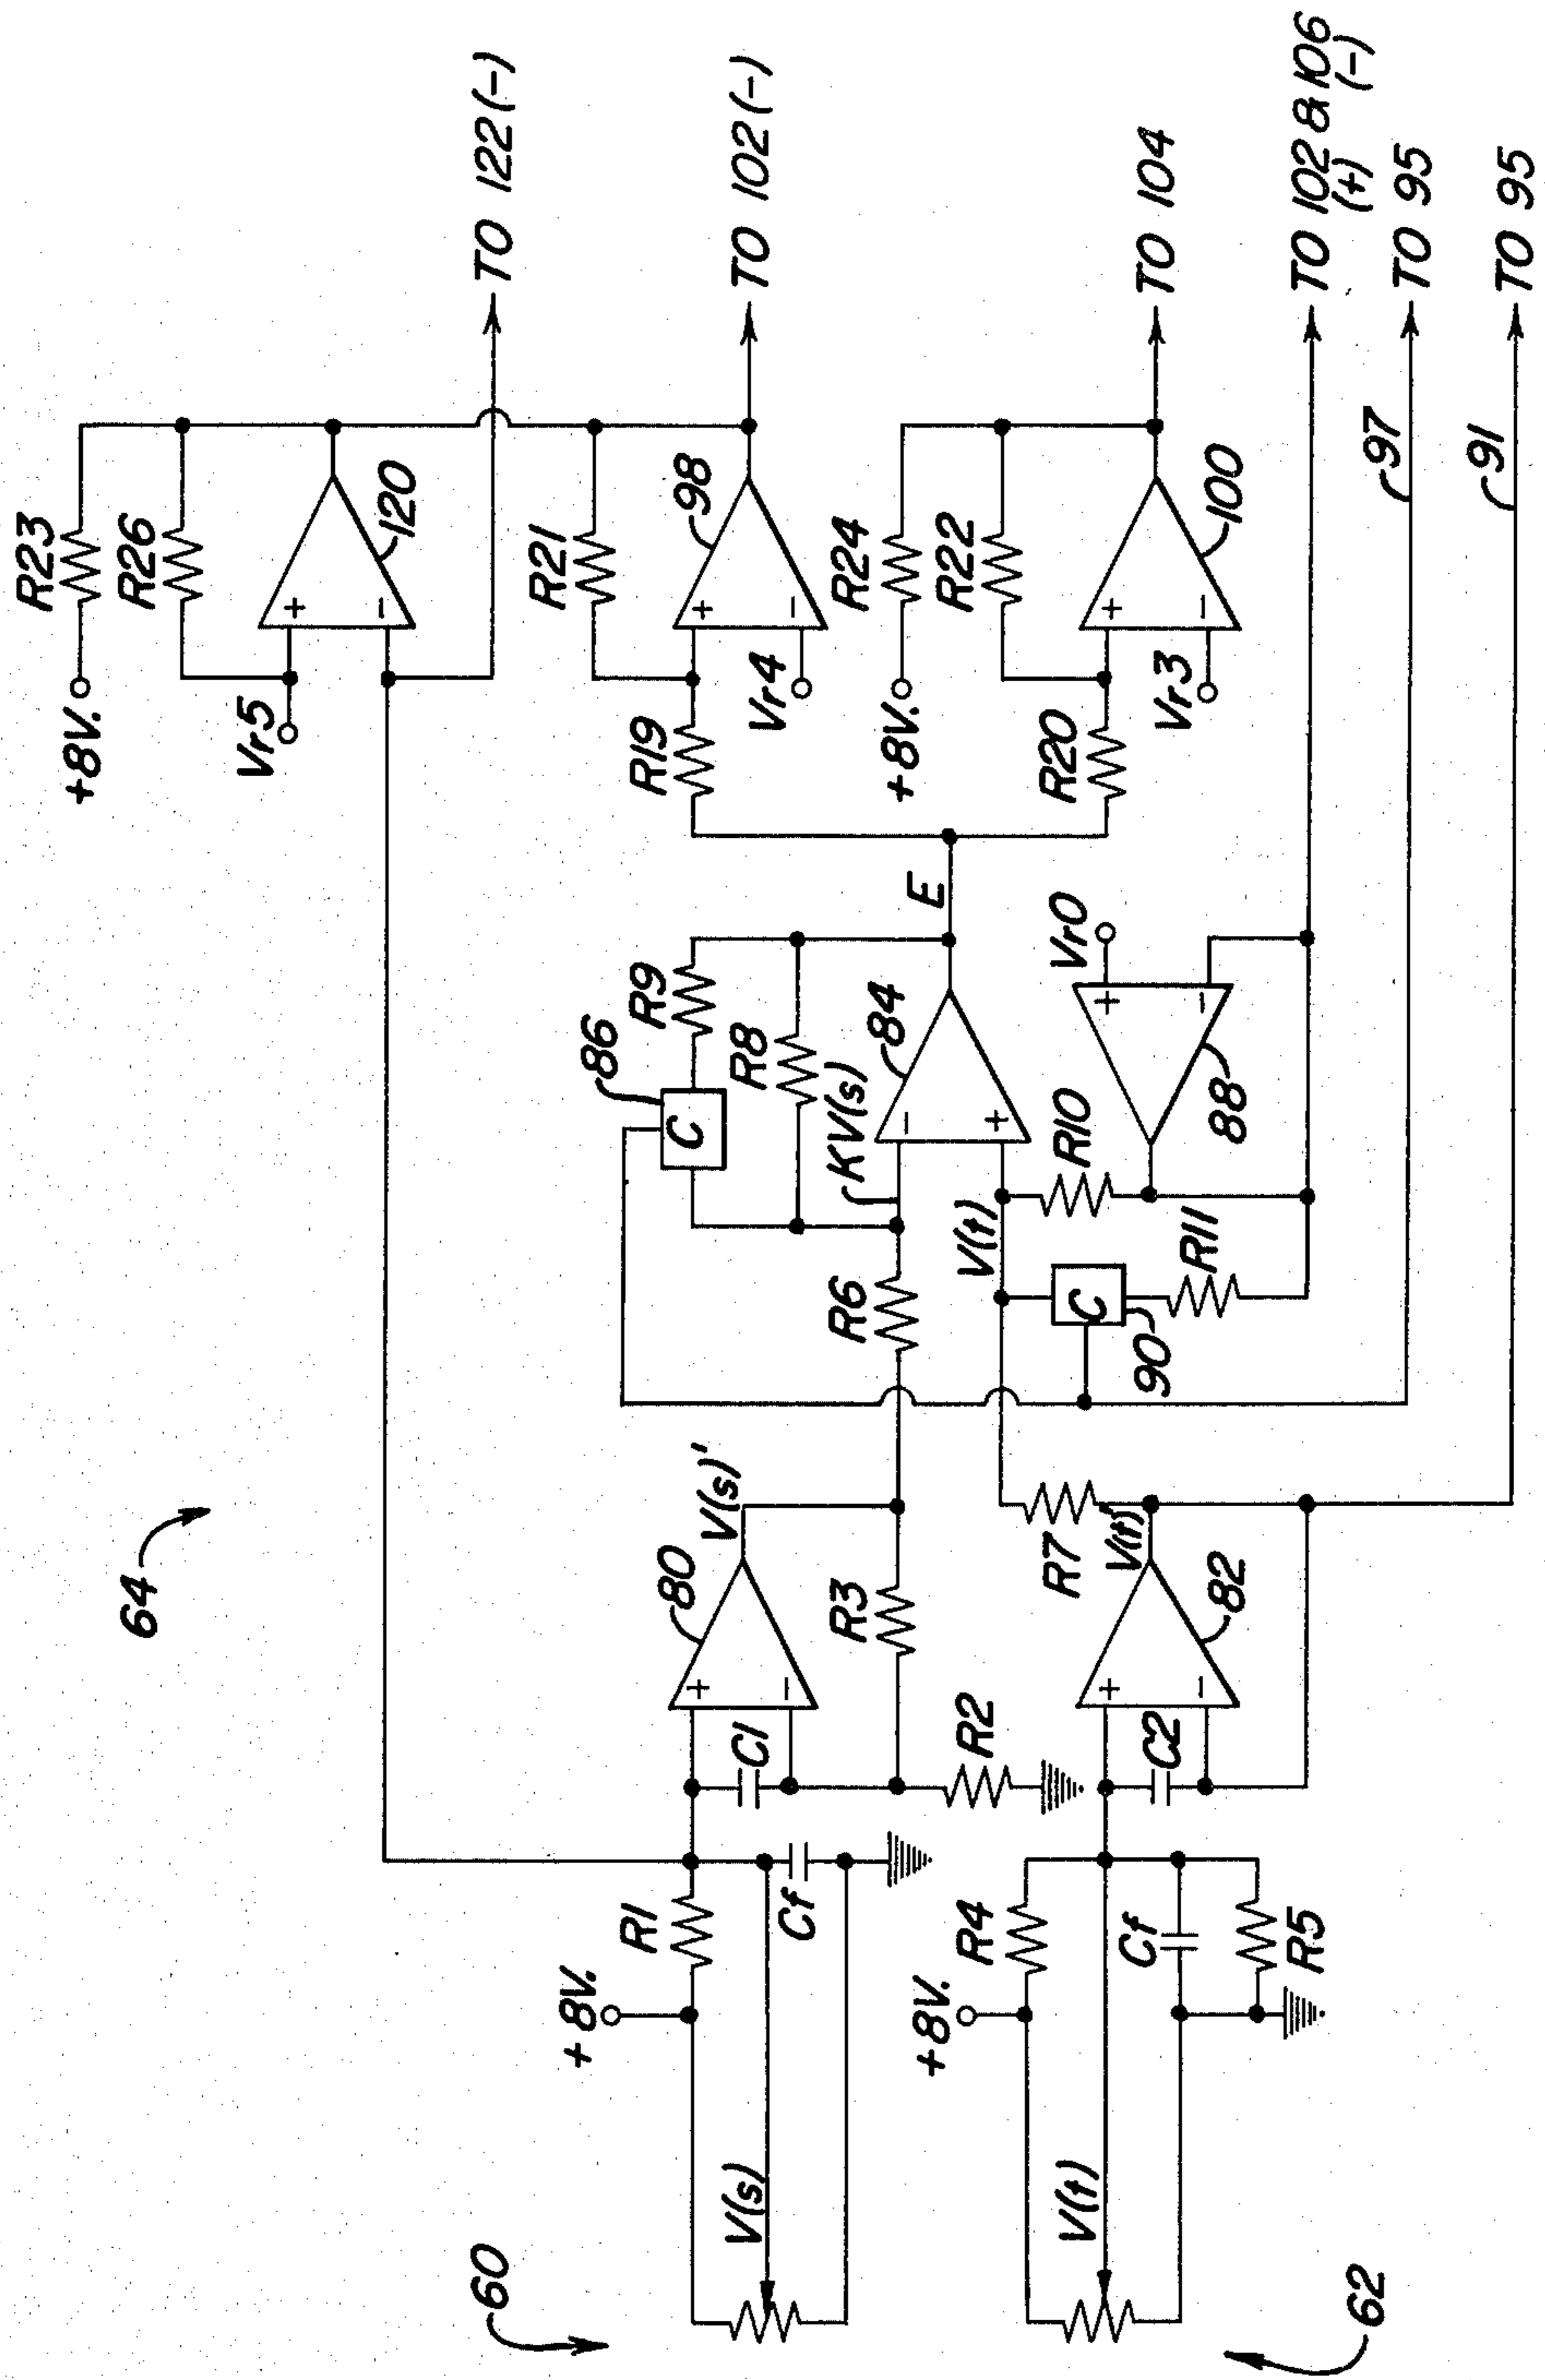 64
+8V.
R23
R26
Vr5
120
TO 122(-)
R21
98
R19
Vr4
TO 102(-)
+8V.
R24
R22
R20
Vr3
100
TO 104
86
C
R9
R8
KV(s)
84
E
R6
V(t)
R10
Vr0
88
C
90
R11
TO 102 & 106
(+) (-)
97
TO 95
91
TO 95
60
V(s)
+8V.
R1
Cf
C1
80
V(s)'
R3
R2
62
V(t)
+8V.
R4
Cf
R5
C2
82
R7
V(t)